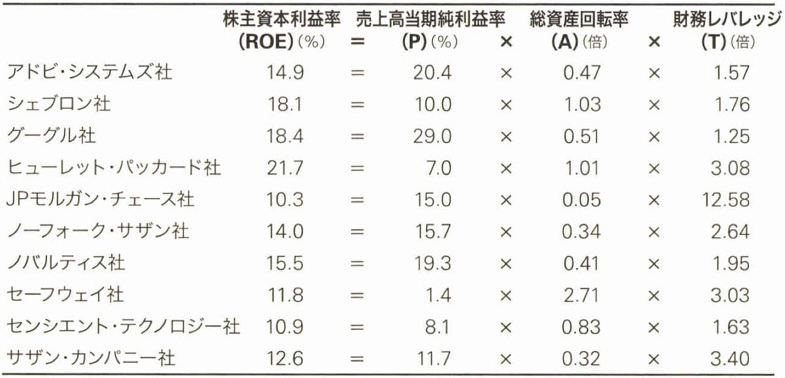 株主資本利益率 売上高当期純利益率 総資産回転率 財務レバレッジ
(ROE)(%) = (P)(%) × (A)(倍) × (T)(倍)
アドビ・システムズ社 14.9 = 20.4 × 0.47 × 1.57
シェブロン社 18.1 = 10.0 × 1.03 × 1.76
グーグル社 18.4 = 29.0 × 0.51 × 1.25
ヒューレット・パッカード社 21.7 = 7.0 × 1.01 × 3.08
JPモルガン・チェース社 10.3 = 15.0 × 0.05 × 12.58
ノーフォーク・サザン社 14.0 = 15.7 × 0.34 × 2.64
ノバルティス社 15.5 = 19.3 × 0.41 × 1.95
セーフウェイ社 11.8 = 1.4 × 2.71 × 3.03
センシエント・テクノロジー社 10.9 = 8.1 × 0.83 × 1.63
サザン・カンパニー社 12.6 = 11.7 × 0.32 × 3.40